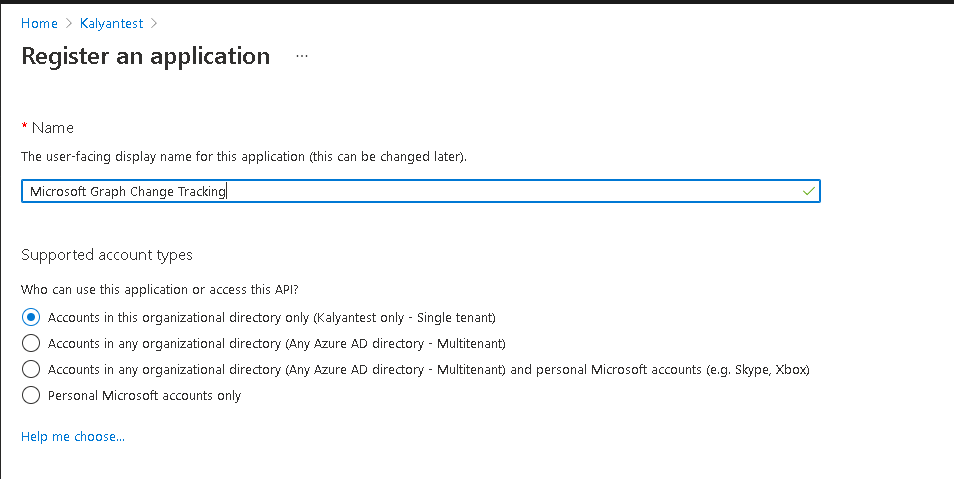 Home > Kalyantest >
Register an application ...
* Name
The user-facing display name for this application (this can be changed later).
Microsoft Graph Change Tracking
Supported account types
Who can use this application or access this API?
Accounts in this organizational directory only (Kalyantest only - Single tenant)
Accounts in any organizational directory (Any Azure AD directory - Multitenant)
Accounts in any organizational directory (Any Azure AD directory - Multitenant) and personal Microsoft accounts (e.g. Skype, Xbox)
Personal Microsoft accounts only
Help me choose...